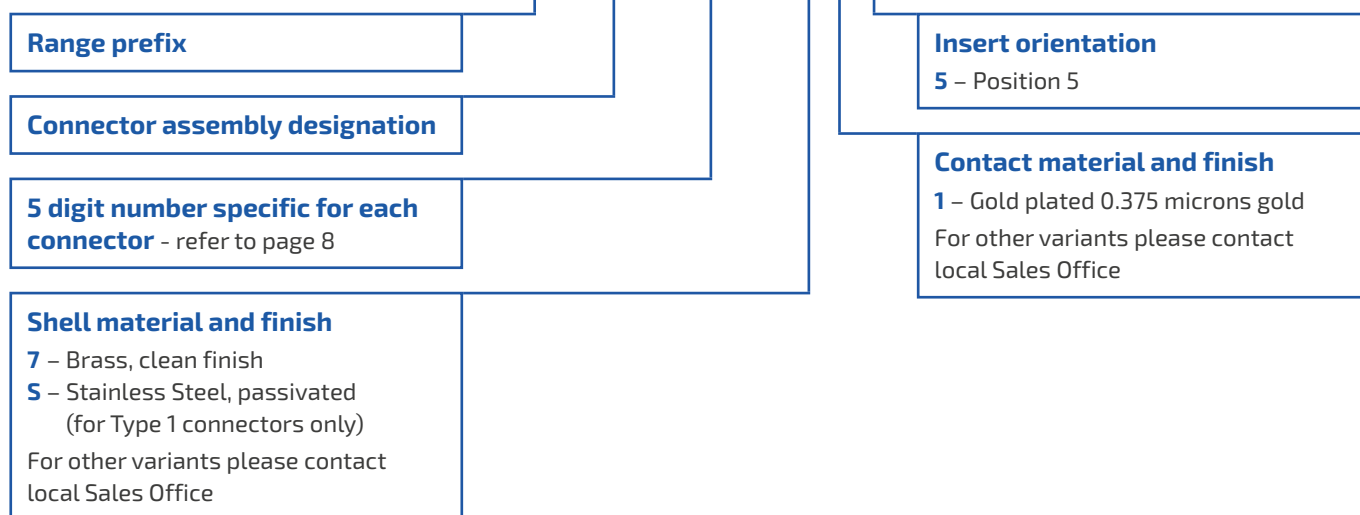 Range prefix
Connector assembly designation
5 digit number specific for each
connector - refer to page 8
Shell material and finish
7 – Brass, clean finish
S – Stainless Steel, passivated
(for Type 1 connectors only)
For other variants please contact
local Sales Office
Insert orientation
5 – Position 5
Contact material and finish
1 – Gold plated 0.375 microns gold
For other variants please contact
local Sales Office